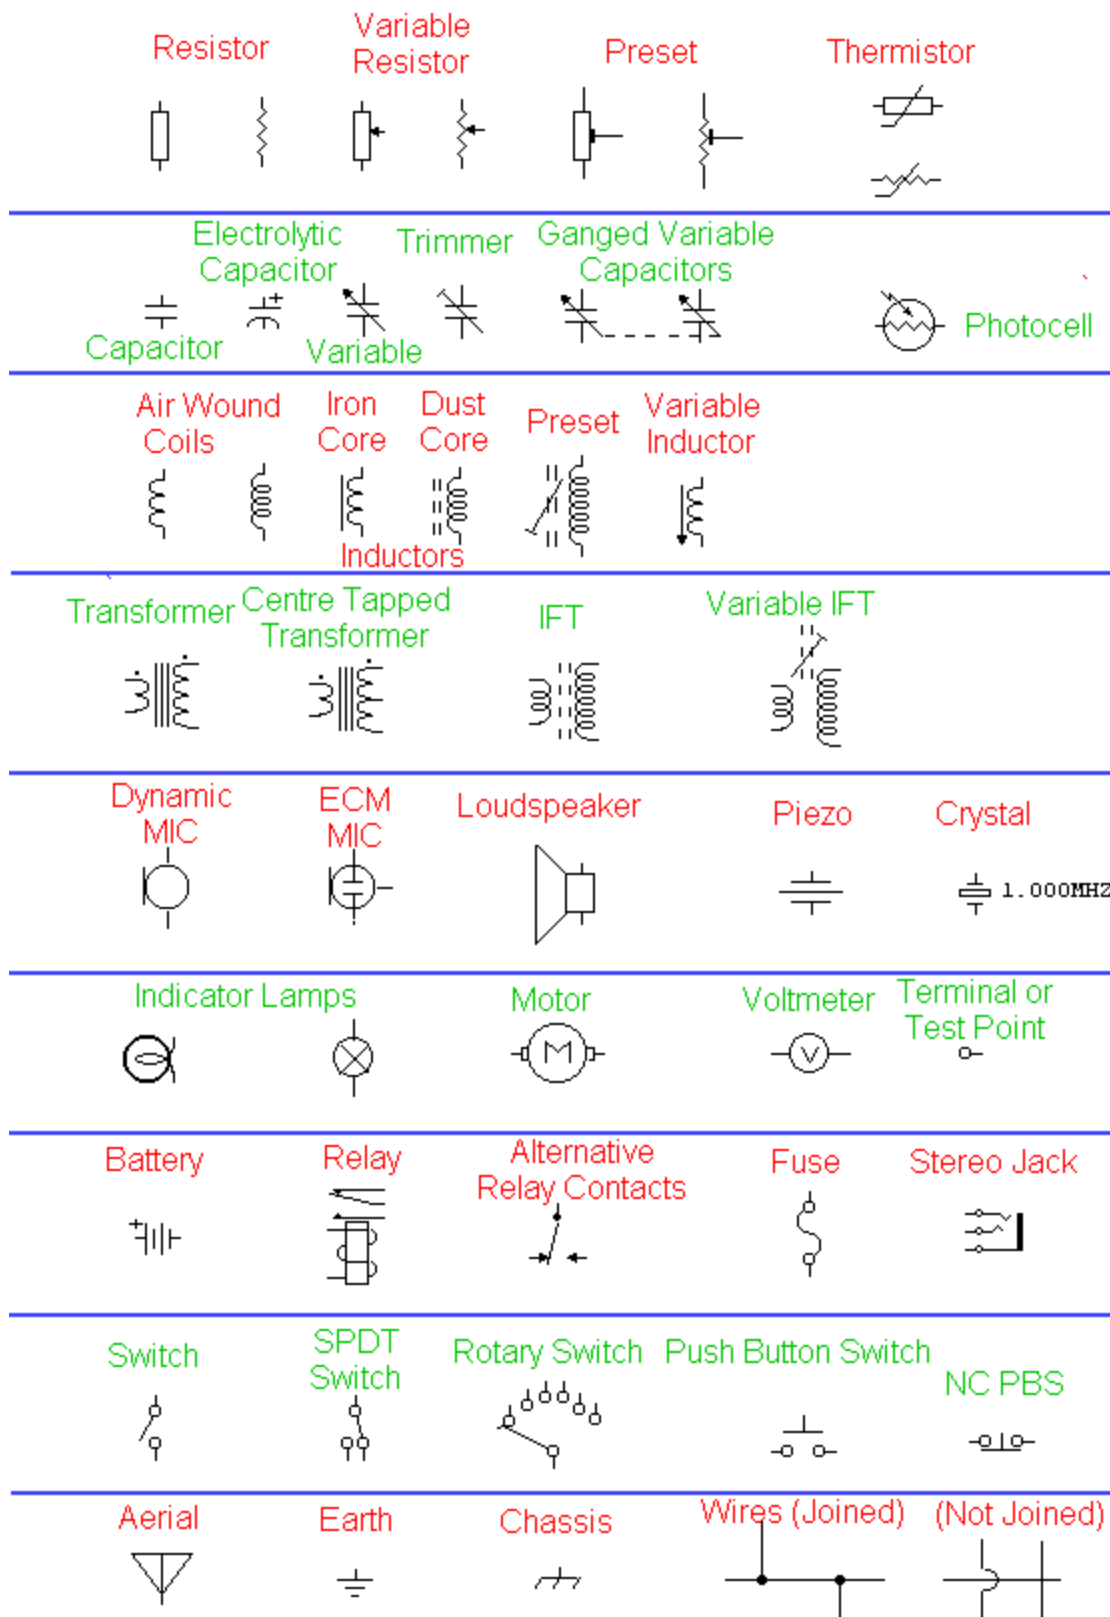 Resistor
Variable
Resistor
Preset
Thermistor
Electrolytic
Capacitor
Trimmer
Ganged Variable
Capacitors
+
Capacitor
Variable
Photocell
Air Wound
Coils
Iron
Core
Dust
Core
Preset
Variable
Inductor
Inductors
Transformer
Centre Tapped
Transformer
IFT
Variable IFT
Dynamic
MIC
ECM
MIC
Loudspeaker
Piezo
Crystal
1.000MHZ
Indicator Lamps
Motor
Voltmeter
Terminal or
Test Point
M
V
Battery
Relay
Alternative
Relay Contacts
Fuse
Stereo Jack
+
Switch
SPDT
Switch
Rotary Switch
Push Button Switch
NC PBS
Aerial
Earth
Chassis
Wires (Joined)
(Not Joined)